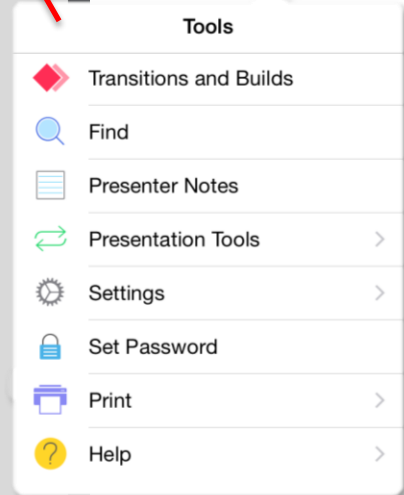 Tools
Transitions and Builds
Find
Presenter Notes
Presentation Tools
Settings
Set Password
Print
Help